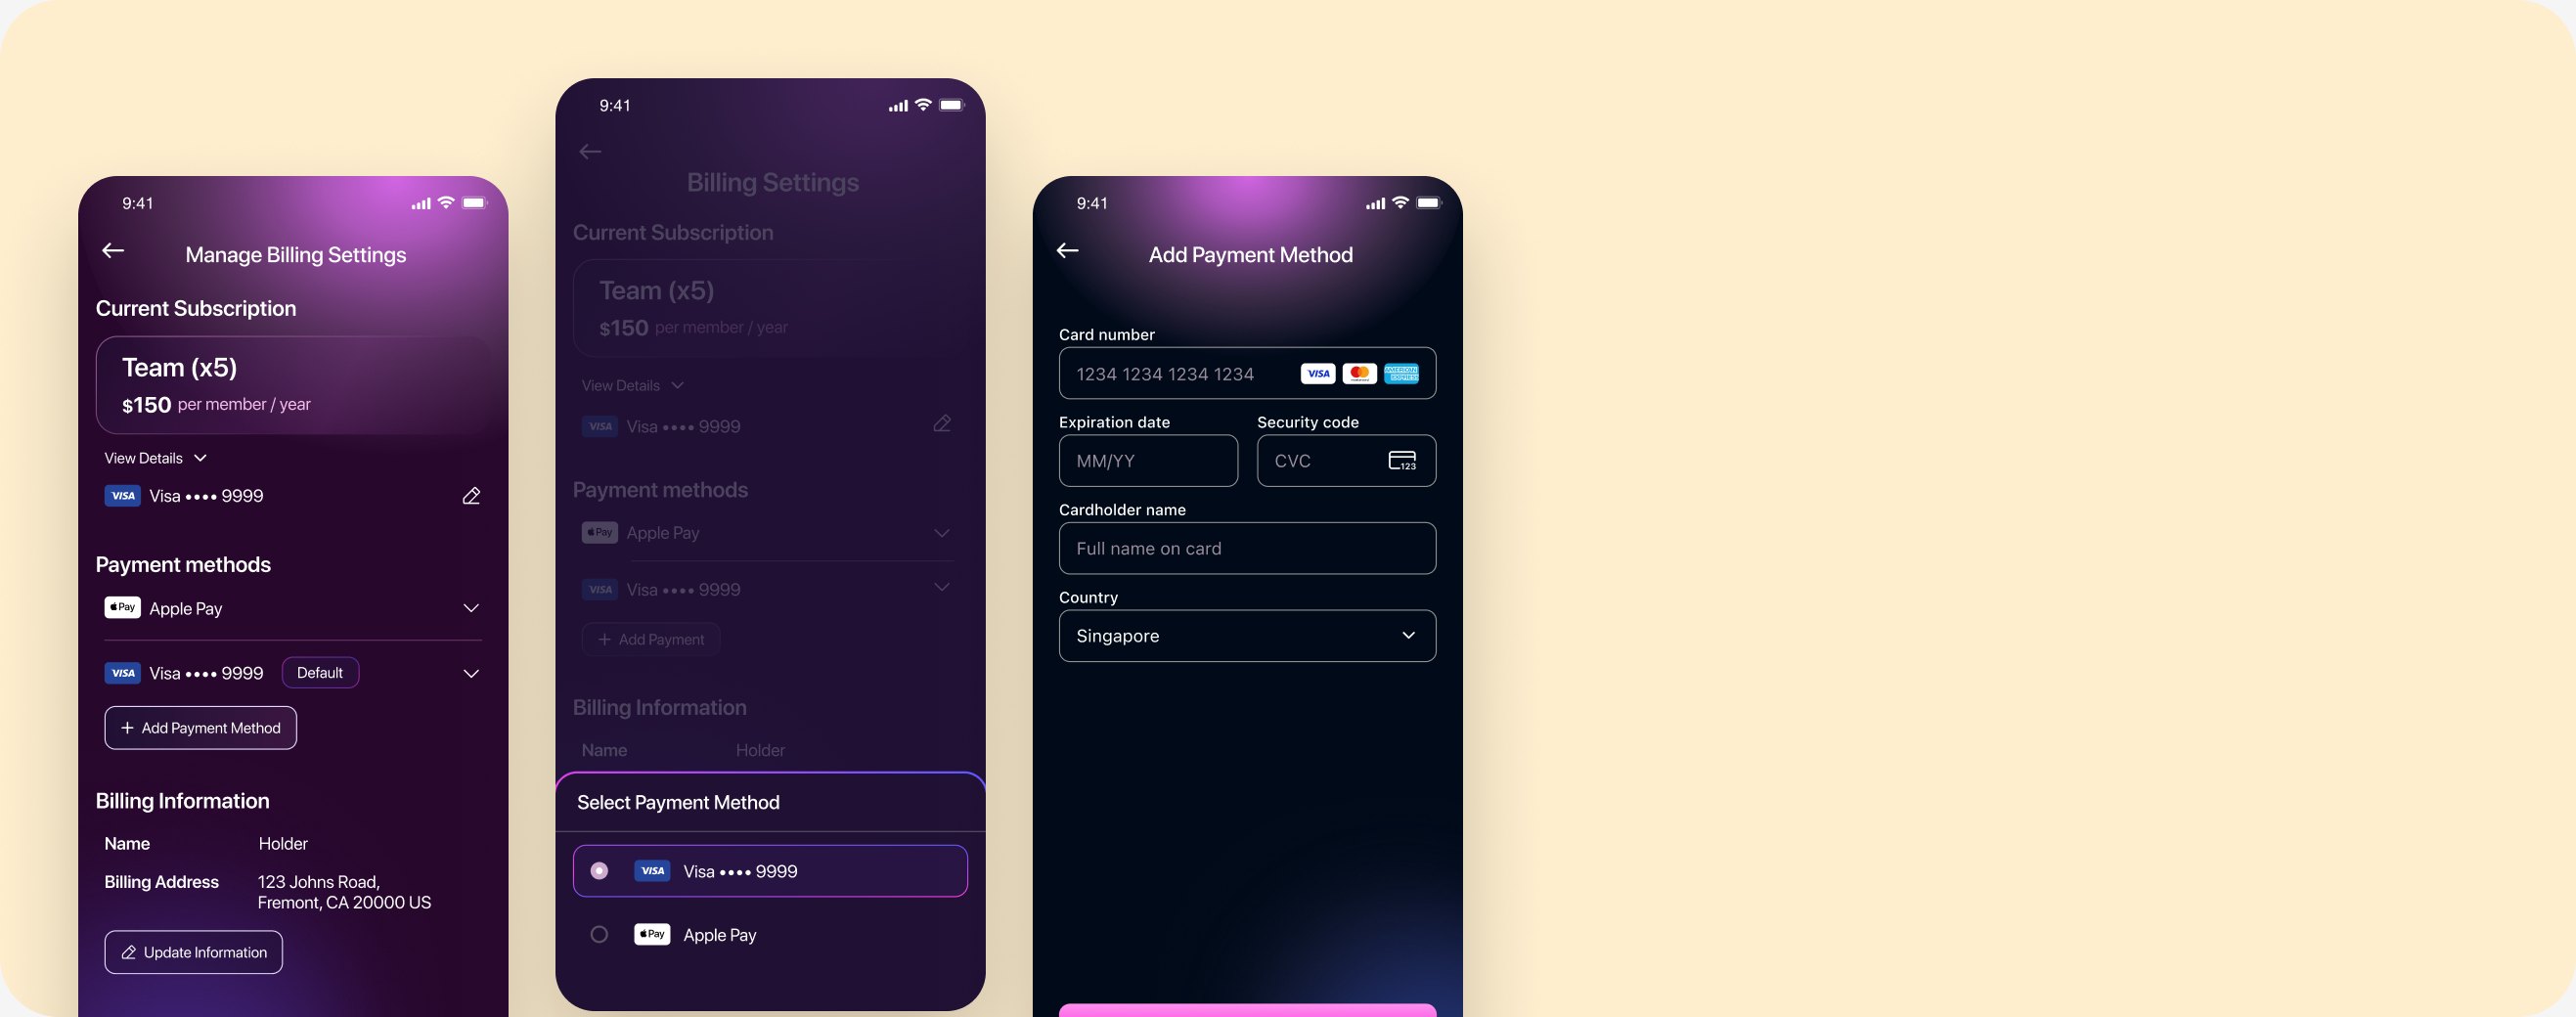 9:41
Manage Billing Settings
Current Subscription
Team (x5)
$150 per member / year
View Details
VISA Visa •••• 9999
Payment methods
Pay Apple Pay
VISA Visa •••• 9999 Default
+ Add Payment Method
Billing Information
Name Holder
Billing Address 123 Johns Road,
Fremont, CA 20000 US
Update Information
9:41
Billing Settings
Current Subscription
Team (x5)
$150 per member / year
View Details
VISA Visa •••• 9999
Payment methods
Pay Apple Pay
VISA Visa •••• 9999
+ Add Payment
Billing Information
Name Holder
Select Payment Method
VISA Visa •••• 9999
Pay Apple Pay
9:41
Add Payment Method
Card number
1234 1234 1234 1234 VISA mastercard AMERICAN EXPRESS
Expiration date Security code
MM/YY CVC 123
Cardholder name
Full name on card
Country
Singapore